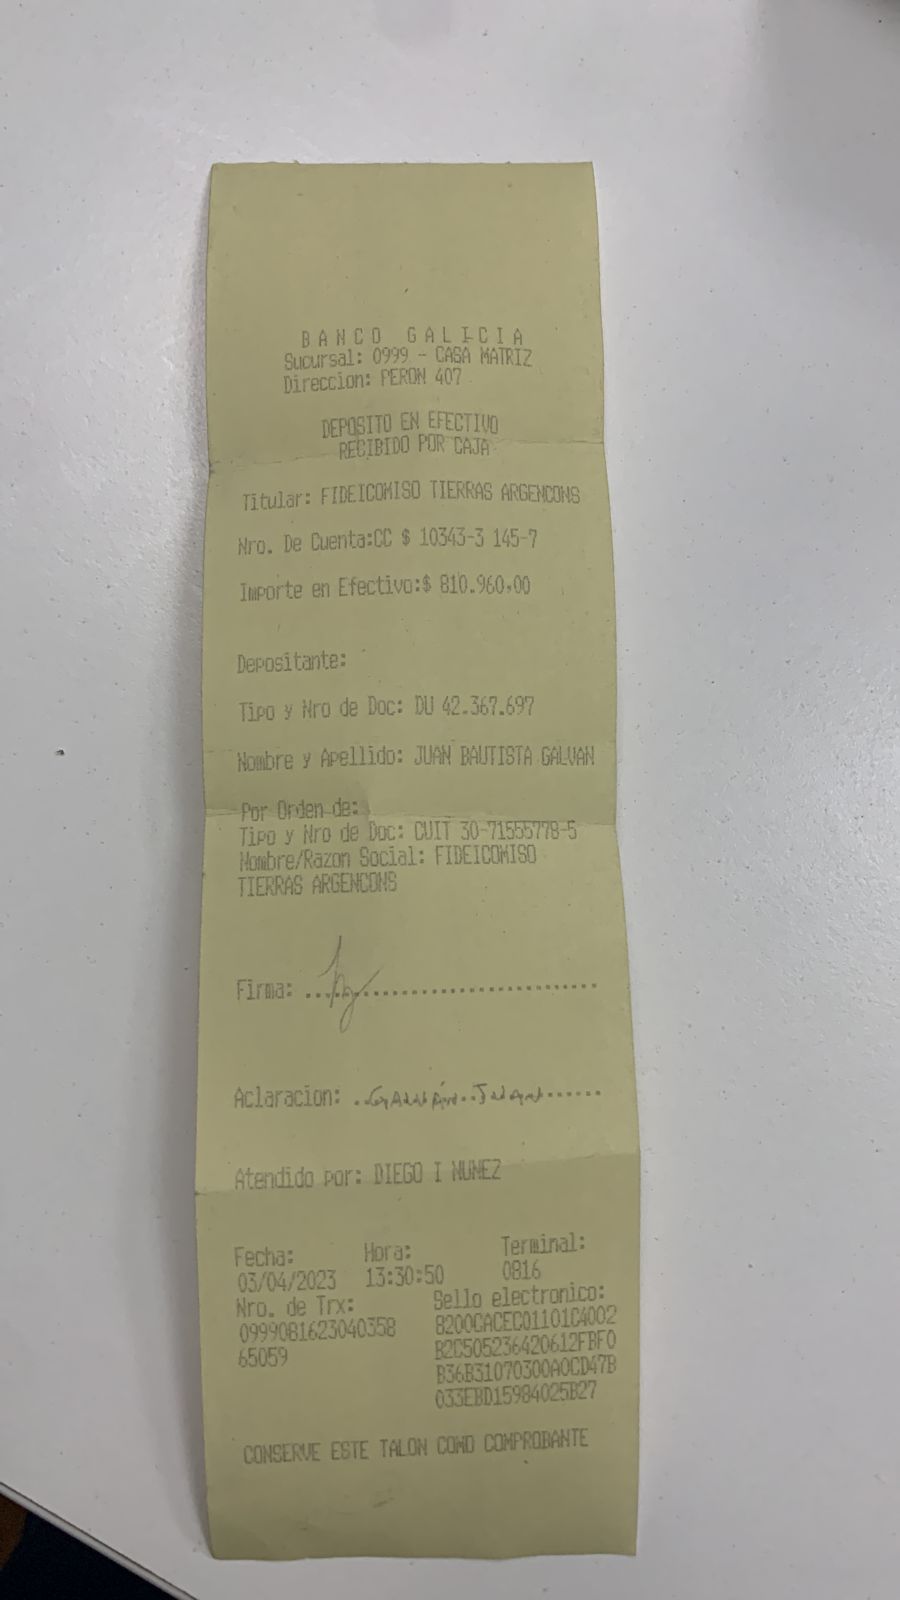 BANCO GALICIA
Sucursal: 0999 - CASA MATRIZ
Direccion: PERON 407
DEPOSITO EN EFECTIVO
RECIBIDO POR CAJA
Titular: FIDEICOMISO TIERRAS ARGENCONS
Nro. De Cuenta:CC $ 10343-3 145-7
Importe en Efectivo:$ 810.960,00
Depositante:
Tipo y Nro de Doc: DU 42.367.697
Nombre y Apellido: JUAN BAUTISTA GALVAN
Por Orden de:
Tipo y Nro de Doc: CUIT 30-71555778-5
Nombre/Razon Social: FIDEICOMISO
TIERRAS ARGENCONS
Firma:
Aclaracion: GALVÁN JUAN
Atendido por: DIEGO I NUNEZ
Fecha: Hora: Terminal:
03/04/2023 13:30:50 0816
Nro. de Trx: Sello electronico:
0999081623040358 B200CACEC01101C4002
65059 B2C505236420612FBF0
B36B31070300A0CD47B
033EBD15984025B27
CONSERVE ESTE TALON COMO COMPROBANTE